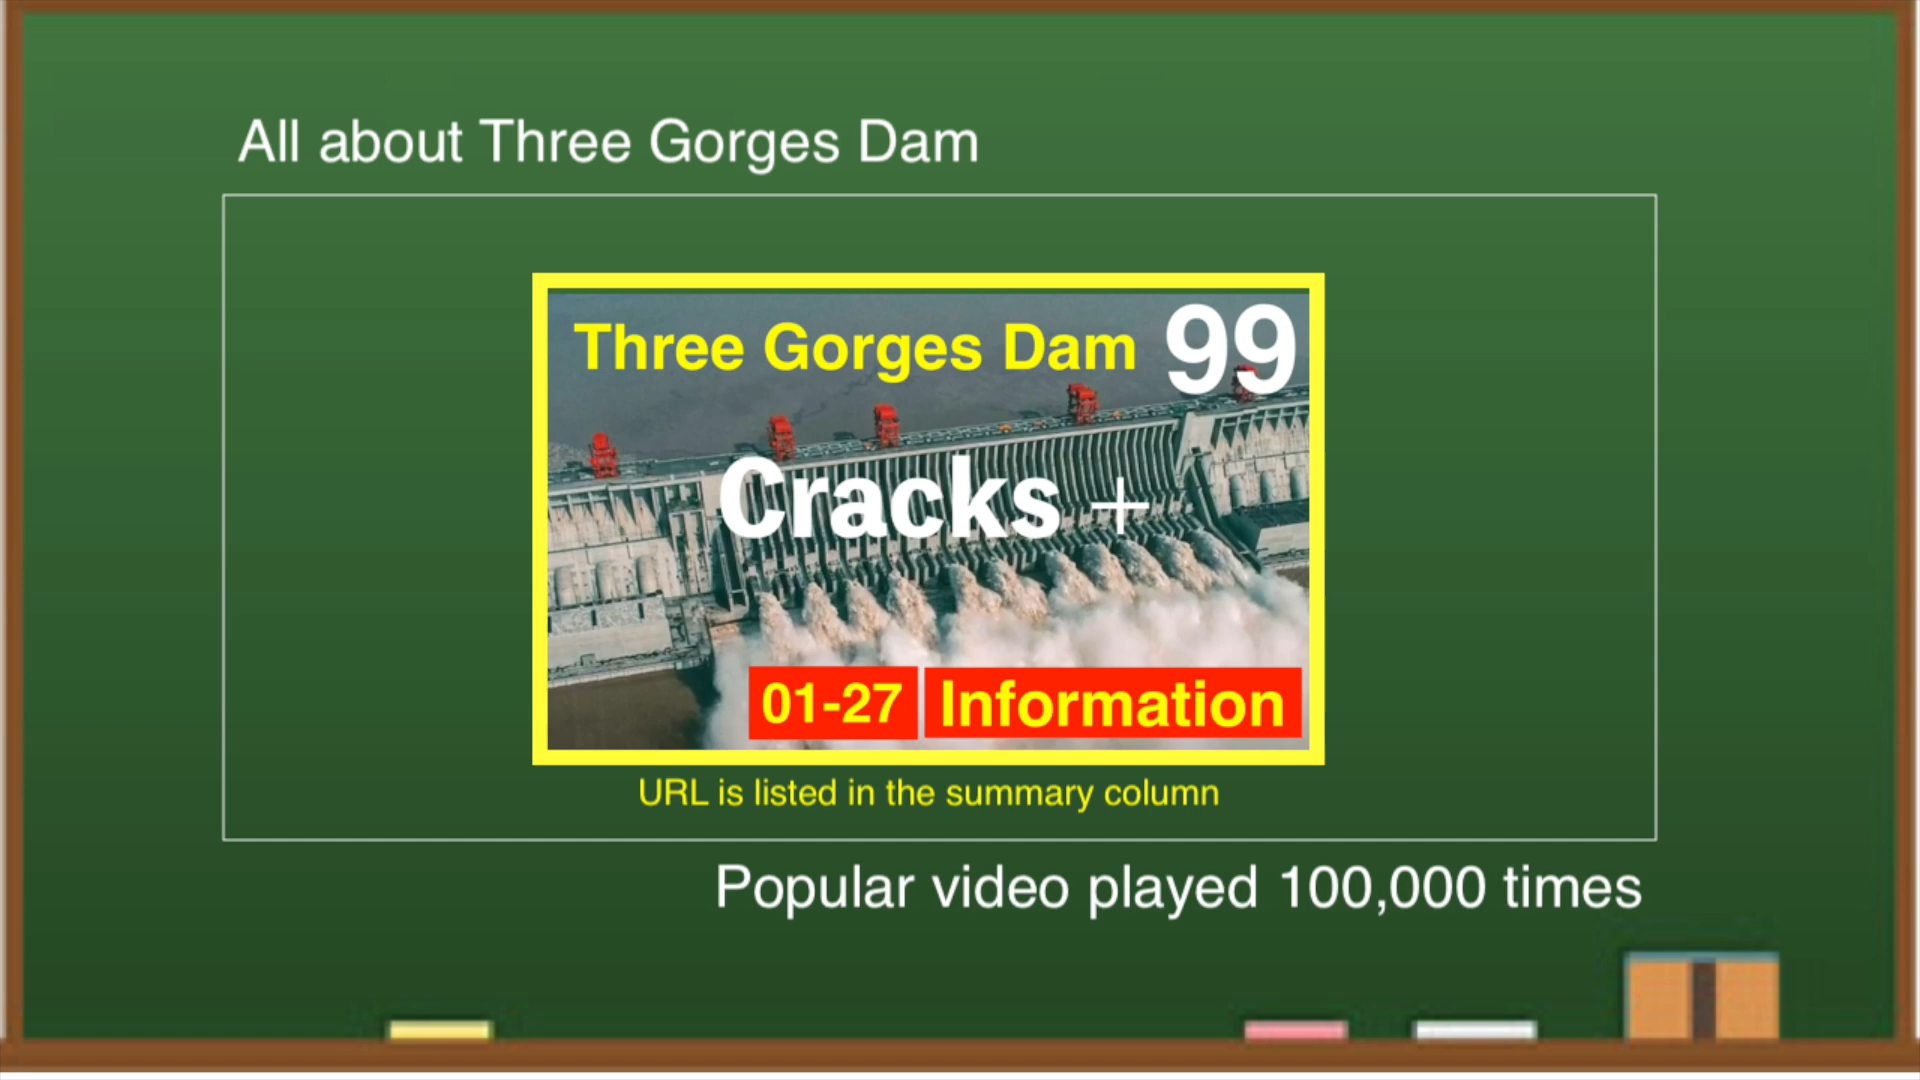 All about Three Gorges Dam
Three Gorges Dam 99
Cracks +
01-27 Information
URL is listed in the summary column
Popular video played 100,000 times